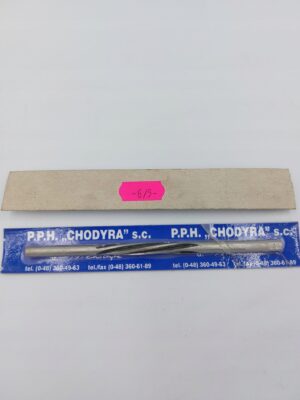 -6,5-
P.P.H. „CHODYRA" s.c. P.P.H. „CHODYRA" s.c.
tel. (0-48) 360-49-63 tel.fax (0-48) 360-61-89 tel. (0-48) 360-49-63 tel.fax (0-48) 360-61-89